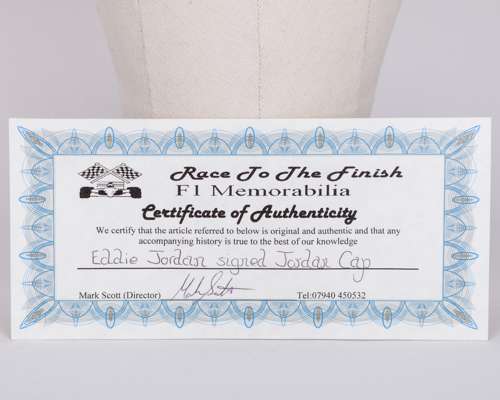 Race To The Finish
F1 Memorabilia
Certificate of Authenticity
We certify that the article referred to below is original and authentic and that any
accompanying history is true to the best of our knowledge
Eddie Jordan signed Jordan Cap
Mark Scott (Director) Tel:07940 450532